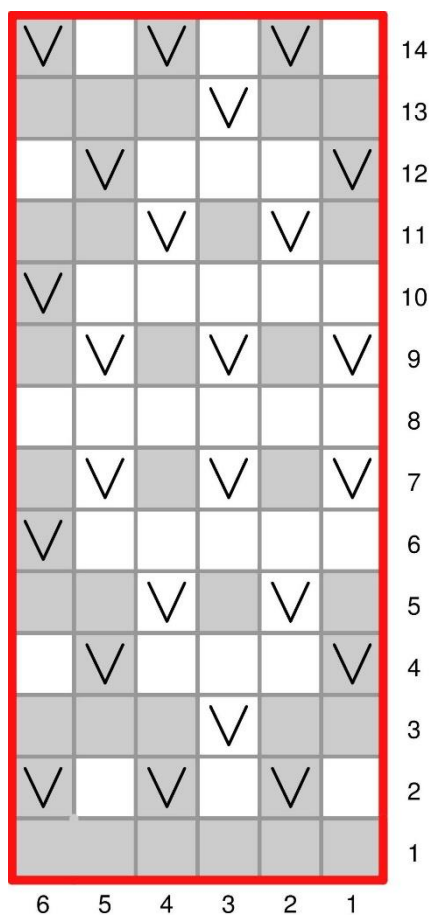 V V V 14
V 13
V V 12
V V 11
V 10
V V V 9
8
V V V 7
V 6
V V 5
V V 4
V 3
V V V 2
1
6 5 4 3 2 1